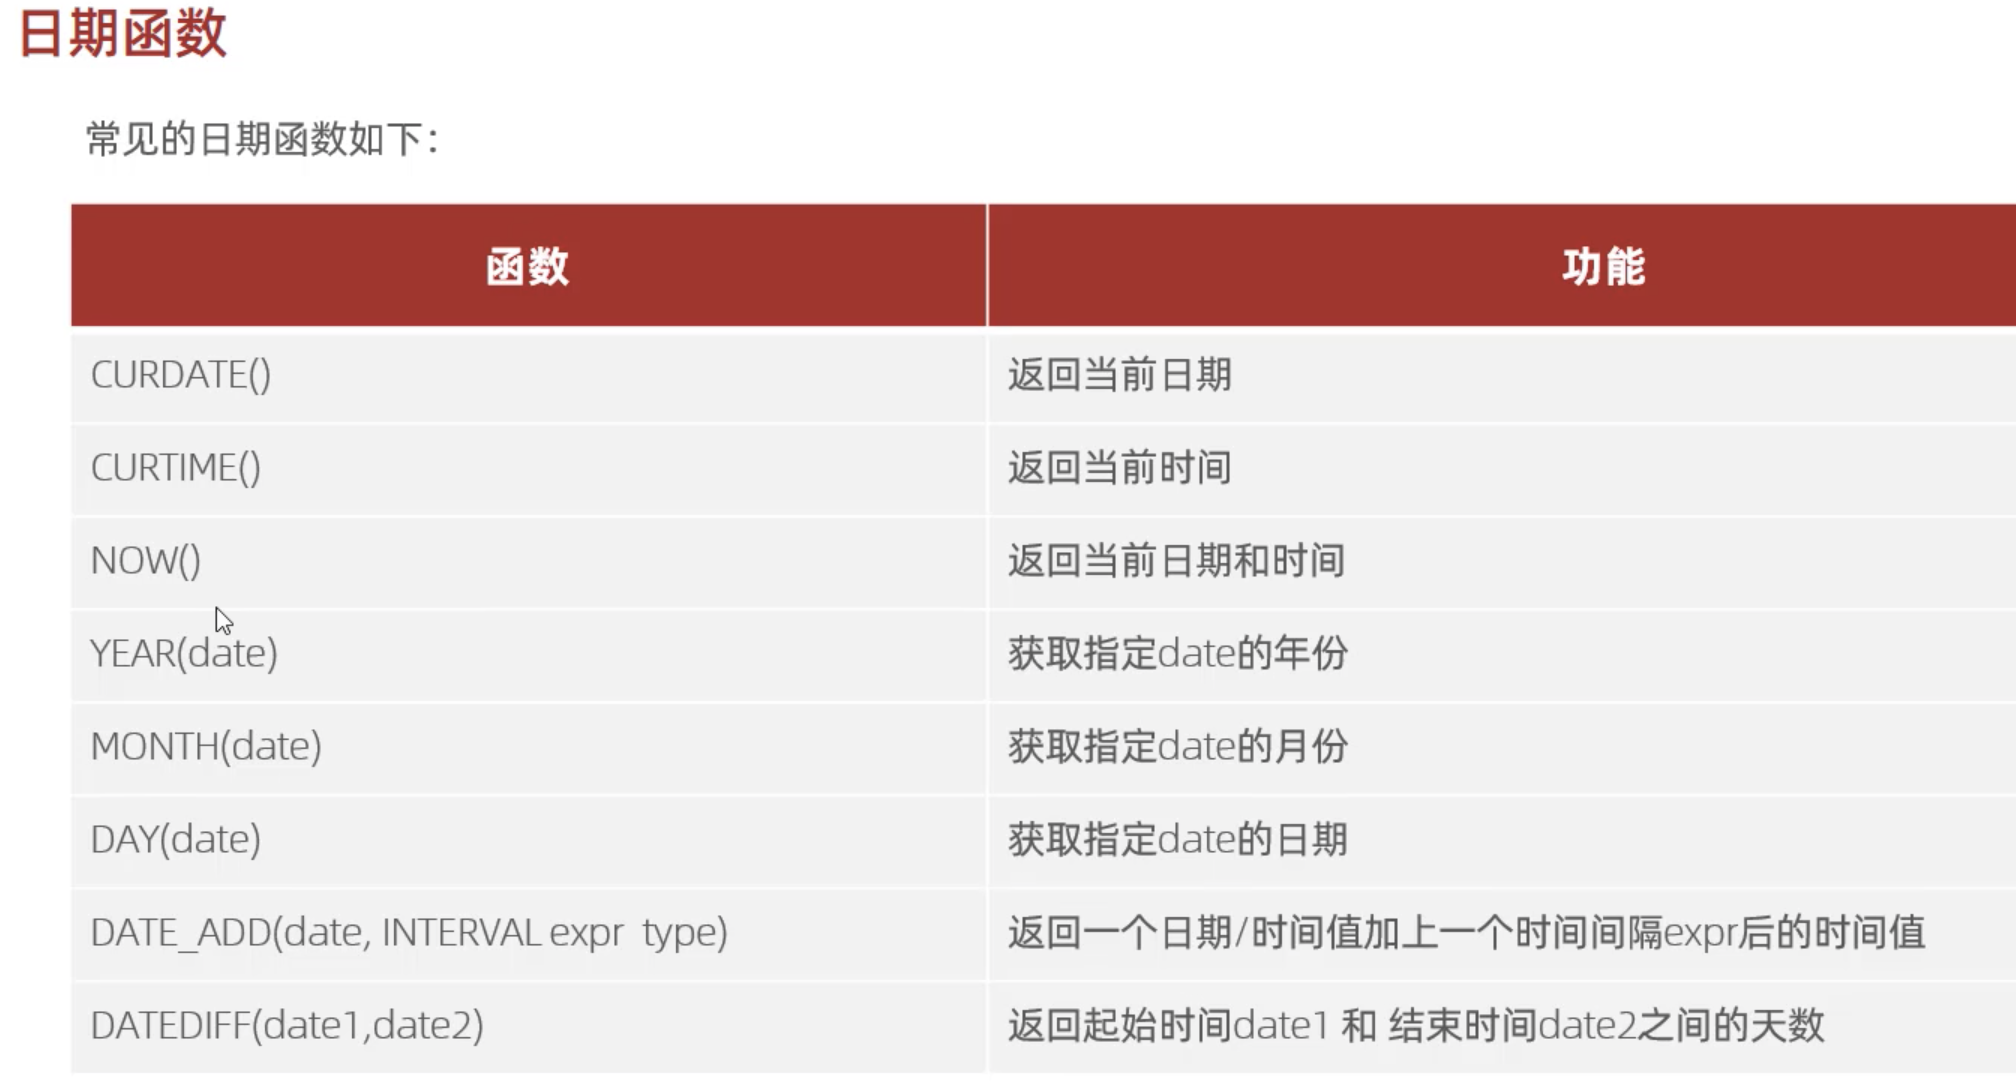 日期函数
常见的日期函数如下：
函数 功能
CURDATE() 返回当前日期
CURTIME() 返回当前时间
NOW() 返回当前日期和时间
YEAR(date) 获取指定date的年份
MONTH(date) 获取指定date的月份
DAY(date) 获取指定date的日期
DATE_ADD(date, INTERVAL expr type) 返回一个日期/时间值加上一个时间间隔expr后的时间值
DATEDIFF(date1,date2) 返回起始时间date1 和 结束时间date2之间的天数